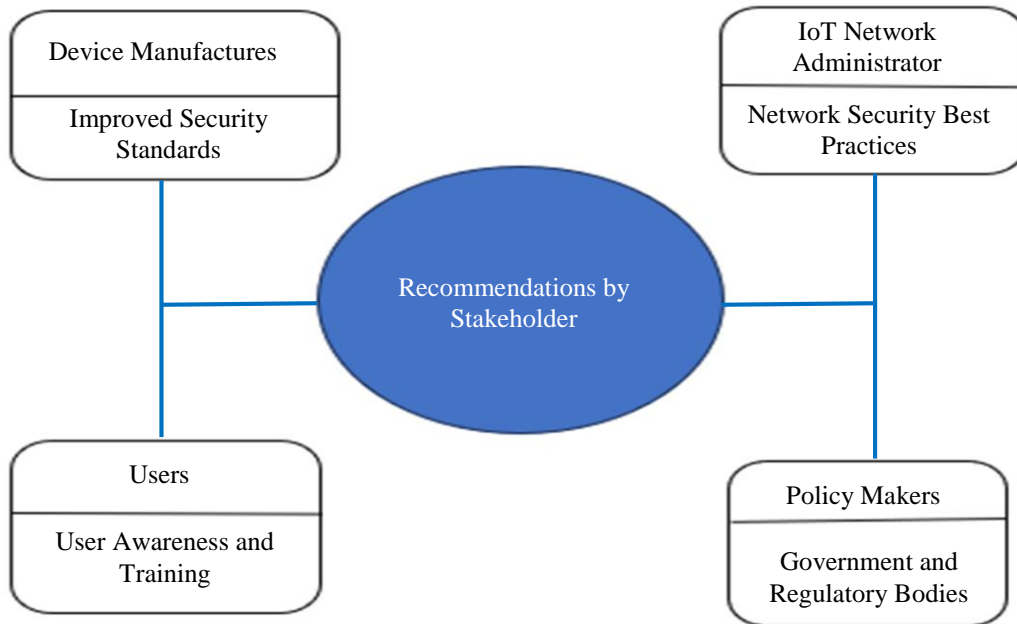 Device Manufactures
Improved Security
Standards
IoT Network
Administrator
Network Security Best
Practices
Recommendations by
Stakeholder
Users
User Awareness and
Training
Policy Makers
Government and
Regulatory Bodies